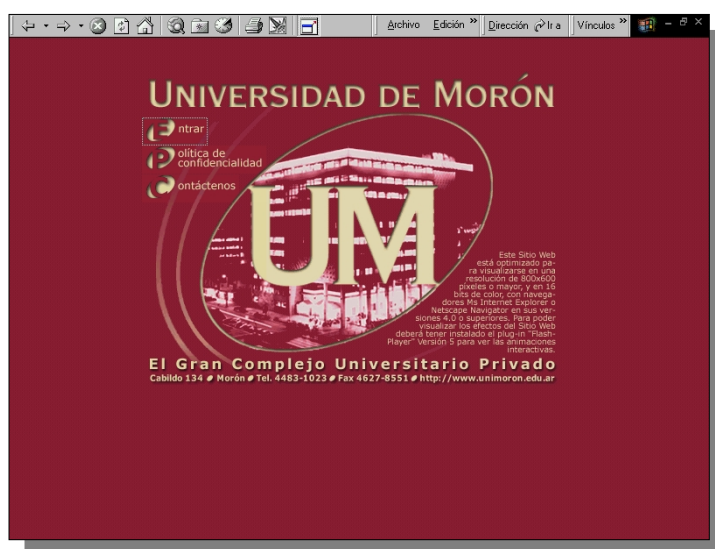 Archivo Edición » Dirección Ir a Vínculos »
UNIVERSIDAD DE MORÓN
Entrar
Política de
confidencialidad
Contáctenos
UM
Este Sitio Web
está optimizado pa-
ra visualizarse en una
resolución de 800x600
píxeles o mayor, y en 16
bits de color, con navega-
dores Ms Internet Explorer o
Netscape Navigator en sus ver-
siones 4.0 o superiores. Para poder
visualizar los efectos del Sitio Web
deberá tener instalado el plug-in "Flash-
Player" Versión 5 para ver las animaciones
interactivas.
El Gran Complejo Universitario Privado
Cabildo 134 Morón Tel. 4483-1023 Fax 4627-8551 http://www.unimoron.edu.ar